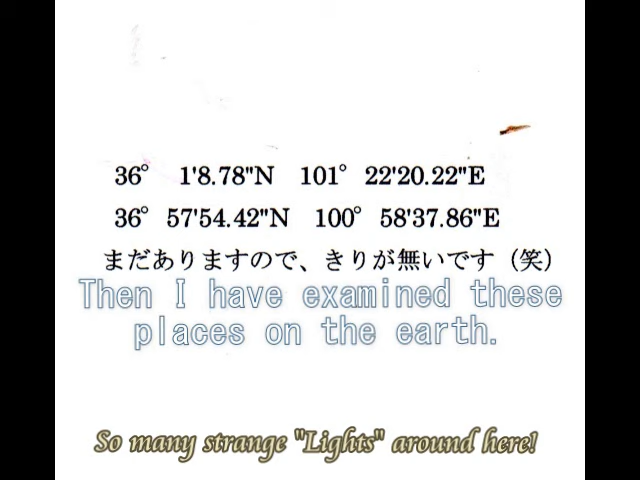 36° 1'8.78"N 101° 22'20.22"E
36° 57'54.42"N 100° 58'37.86"E
まだありますので、きりが無いです（笑）
Then I have examined these
places on the earth.
So many strange "Lights" around here!